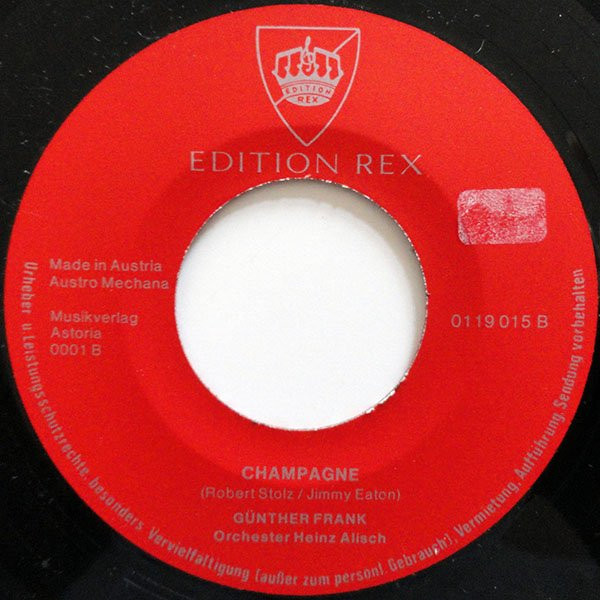 EDITION
REX
EDITION REX
Made in Austria
Austro Mechana
Musikverlag
Astoria
0001 B
0119 015 B
CHAMPAGNE
(Robert Stolz / Jimmy Eaton)
GÜNTHER FRANK
Orchester Heinz Alisch
Urheber u Leistungsschutzrechte, besonders Vervielfältigung (außer zum persönl. Gebrauch), Vermietung, Aufführung, Sendung vorbehalten